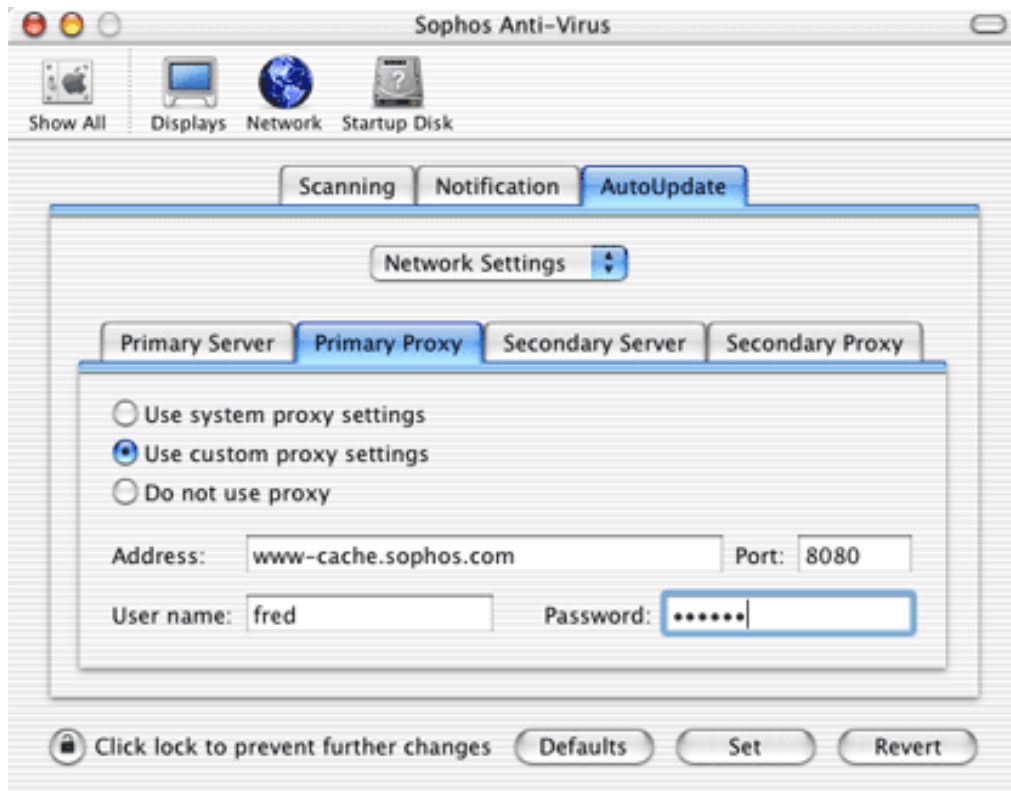 Sophos Anti-Virus
Show All Displays Network Startup Disk
Scanning Notification AutoUpdate
Network Settings
Primary Server Primary Proxy Secondary Server Secondary Proxy
Use system proxy settings
Use custom proxy settings
Do not use proxy
Address: www-cache.sophos.com Port: 8080
User name: fred Password: ••••••
Click lock to prevent further changes Defaults Set Revert